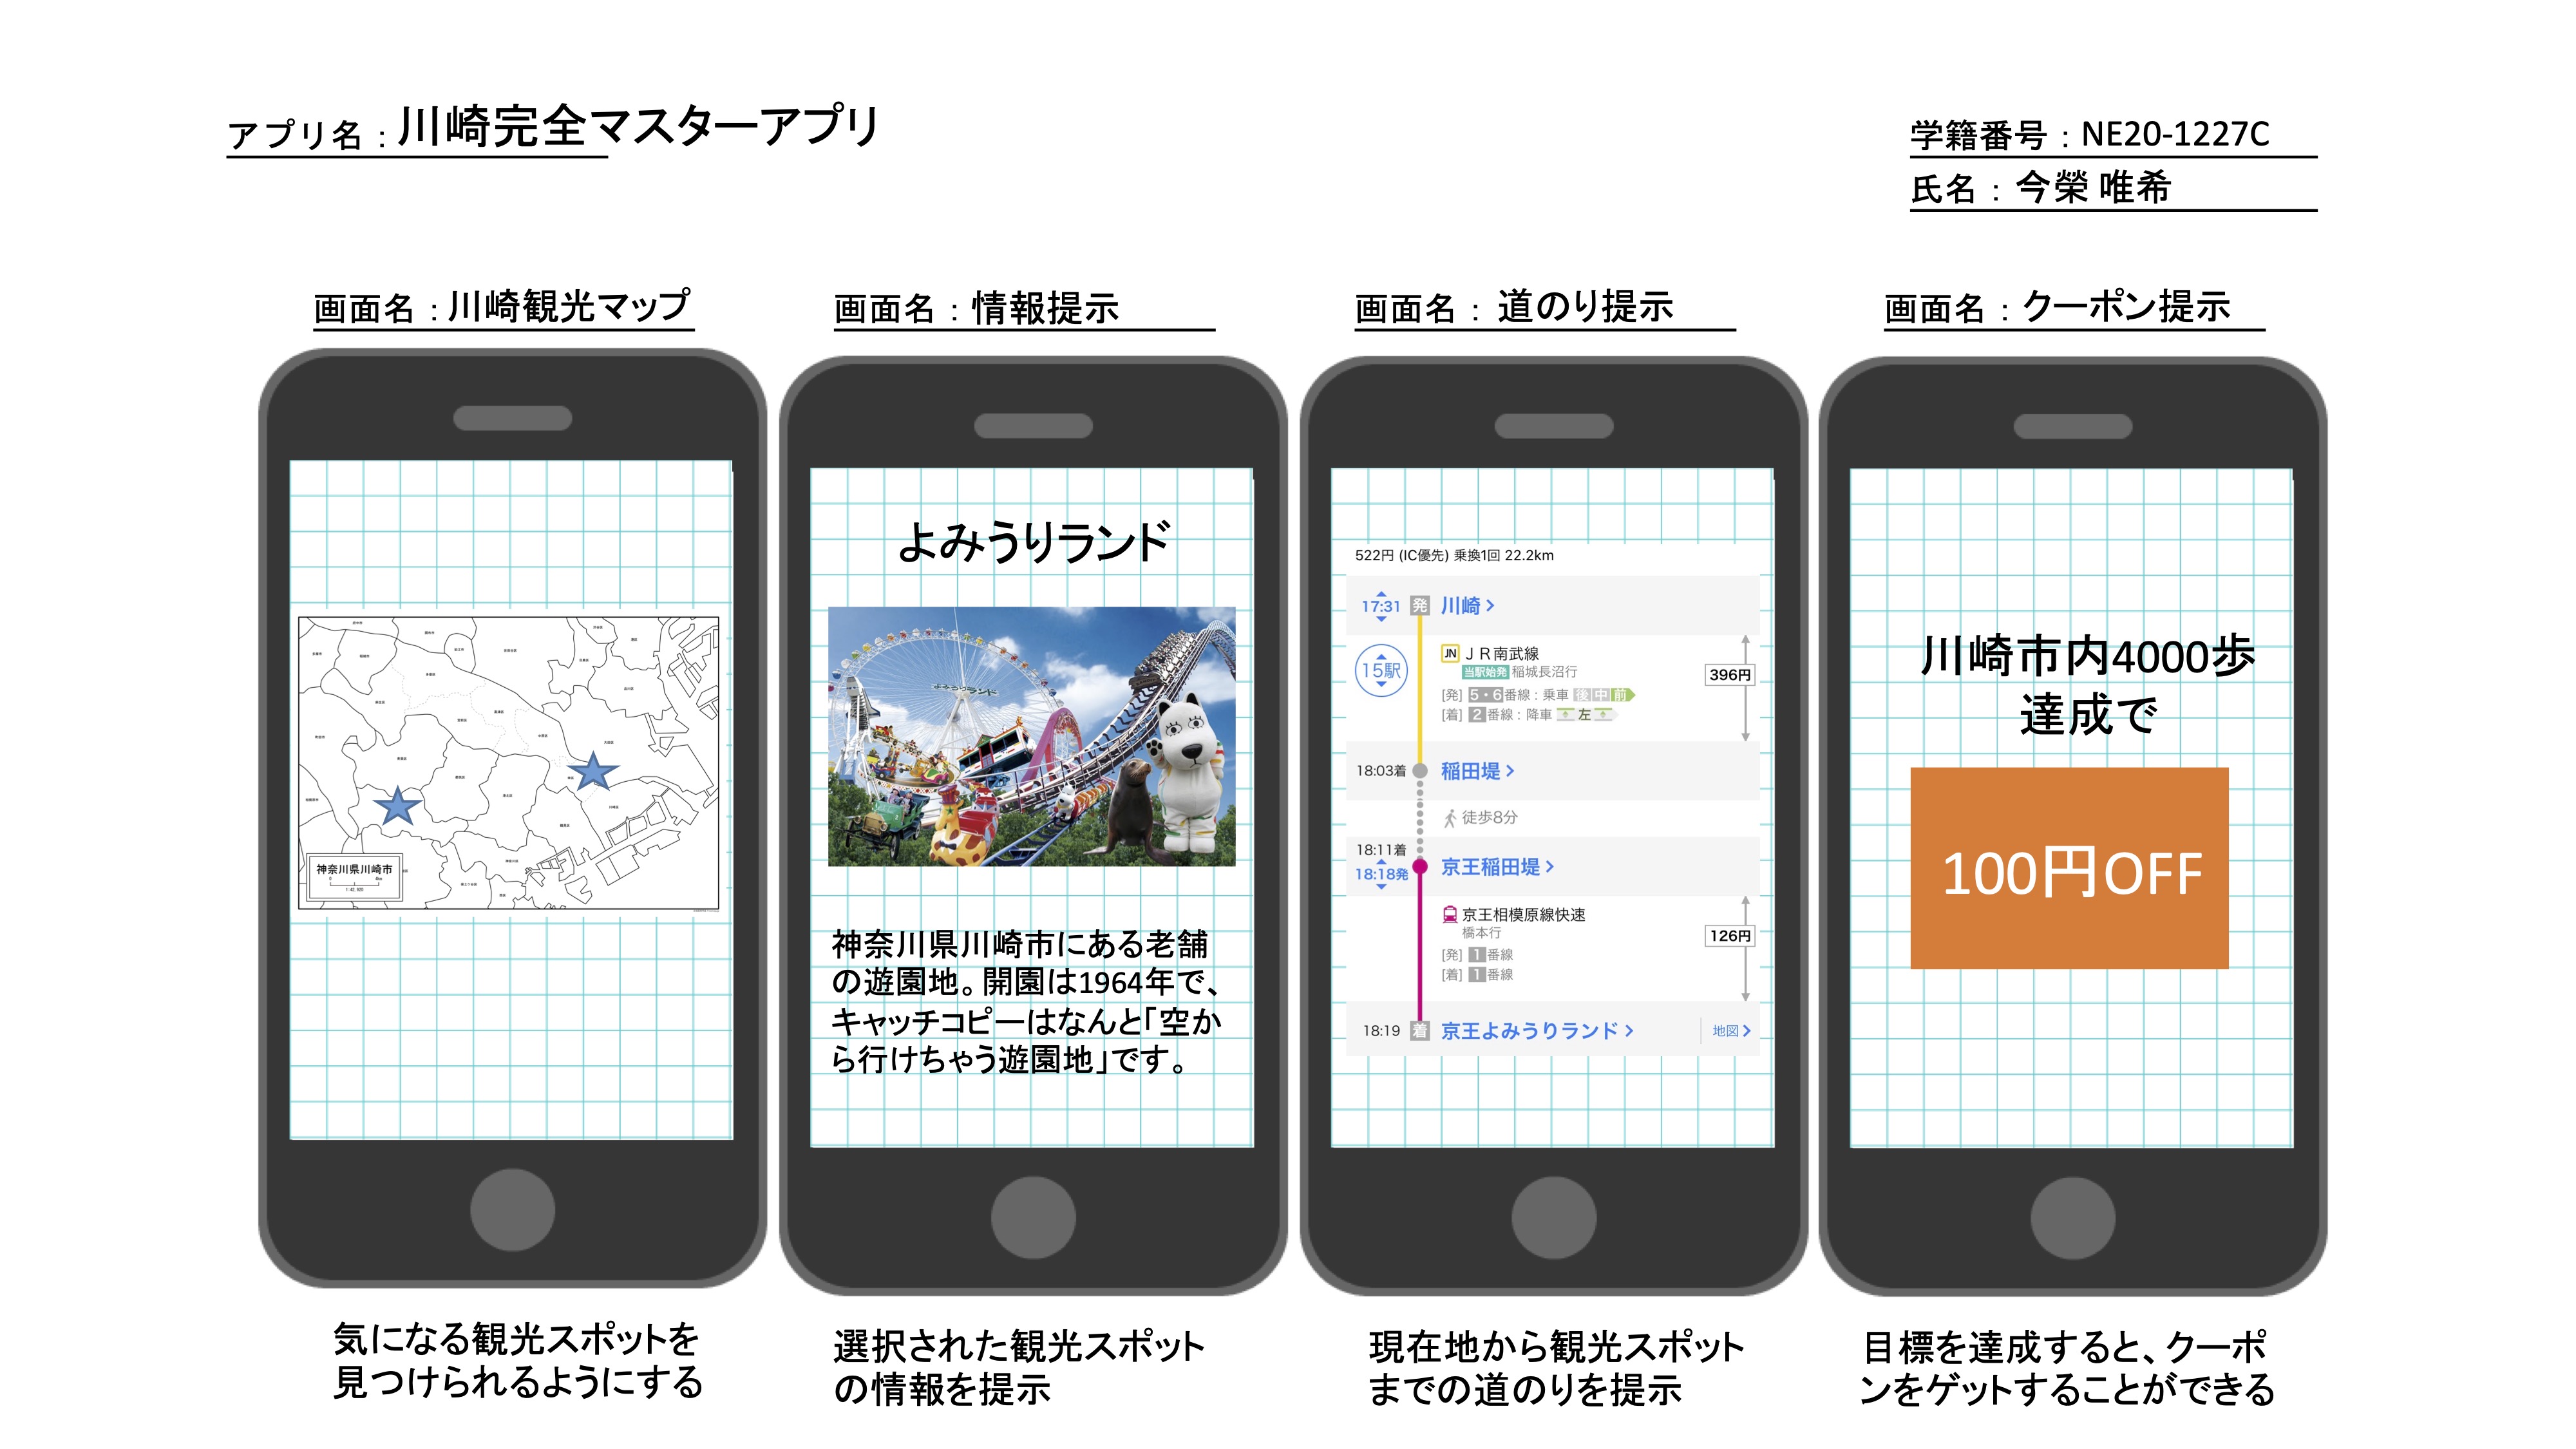 アプリ名：川崎完全マスターアプリ
学籍番号：NE20-1227C
氏名：今榮 唯希
画面名：川崎観光マップ
神奈川県川崎市
気になる観光スポットを
見つけられるようにする
画面名：情報提示
よみうりランド
よみうりランド
神奈川県川崎市にある老舗
の遊園地。開園は1964年で、
キャッチコピーはなんと「空か
ら行けちゃう遊園地」です。
選択された観光スポット
の情報を提示
画面名：道のり提示
522円 (IC優先) 乗換1回 22.2km
17:31 発 川崎 >
15駅
JN ＪＲ南武線
当駅始発 稲城長沼行
396円
[発] 5・6番線：乗車 後 中 前
[着] 2番線：降車 左
18:03着 稲田堤 >
徒歩8分
18:11着
18:18発 京王稲田堤 >
京王相模原線快速
橋本行
126円
[発] 1番線
[着] 1番線
18:19 着 京王よみうりランド > 地図 >
現在地から観光スポット
までの道のりを提示
画面名：クーポン提示
川崎市内4000歩
達成で
100円OFF
目標を達成すると、クーポ
ンをゲットすることができる